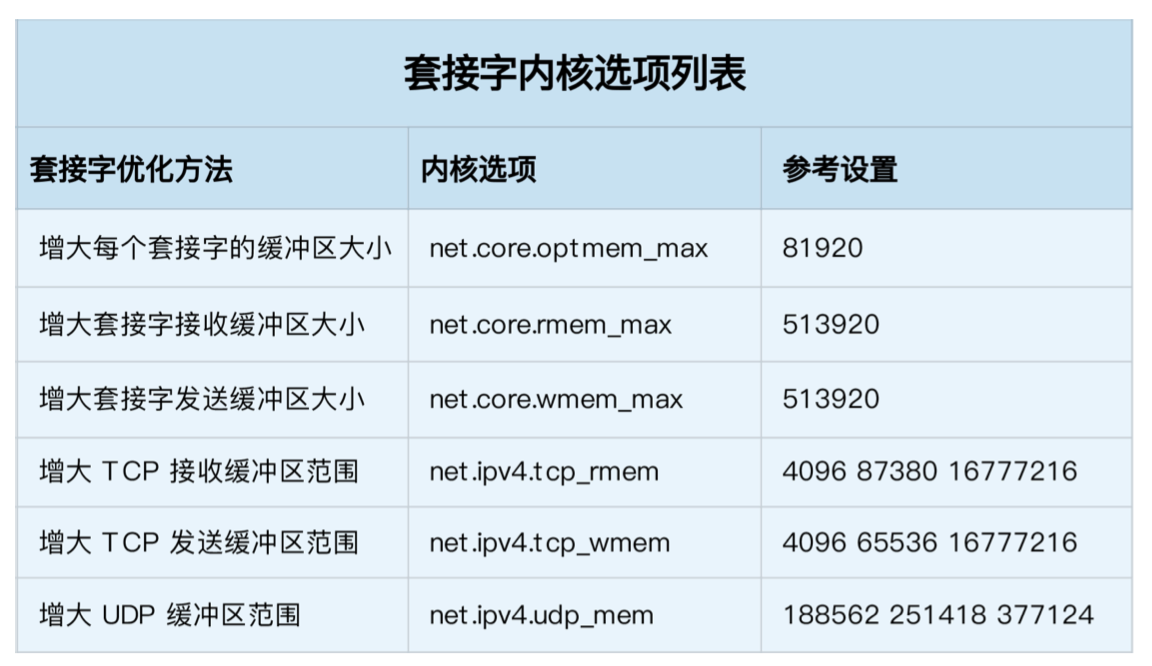 套接字内核选项列表
套接字优化方法 内核选项 参考设置
增大每个套接字的缓冲区大小 net.core.optmem_max 81920
增大套接字接收缓冲区大小 net.core.rmem_max 513920
增大套接字发送缓冲区大小 net.core.wmem_max 513920
增大 TCP 接收缓冲区范围 net.ipv4.tcp_rmem 4096 87380 16777216
增大 TCP 发送缓冲区范围 net.ipv4.tcp_wmem 4096 65536 16777216
增大 UDP 缓冲区范围 net.ipv4.udp_mem 188562 251418 377124